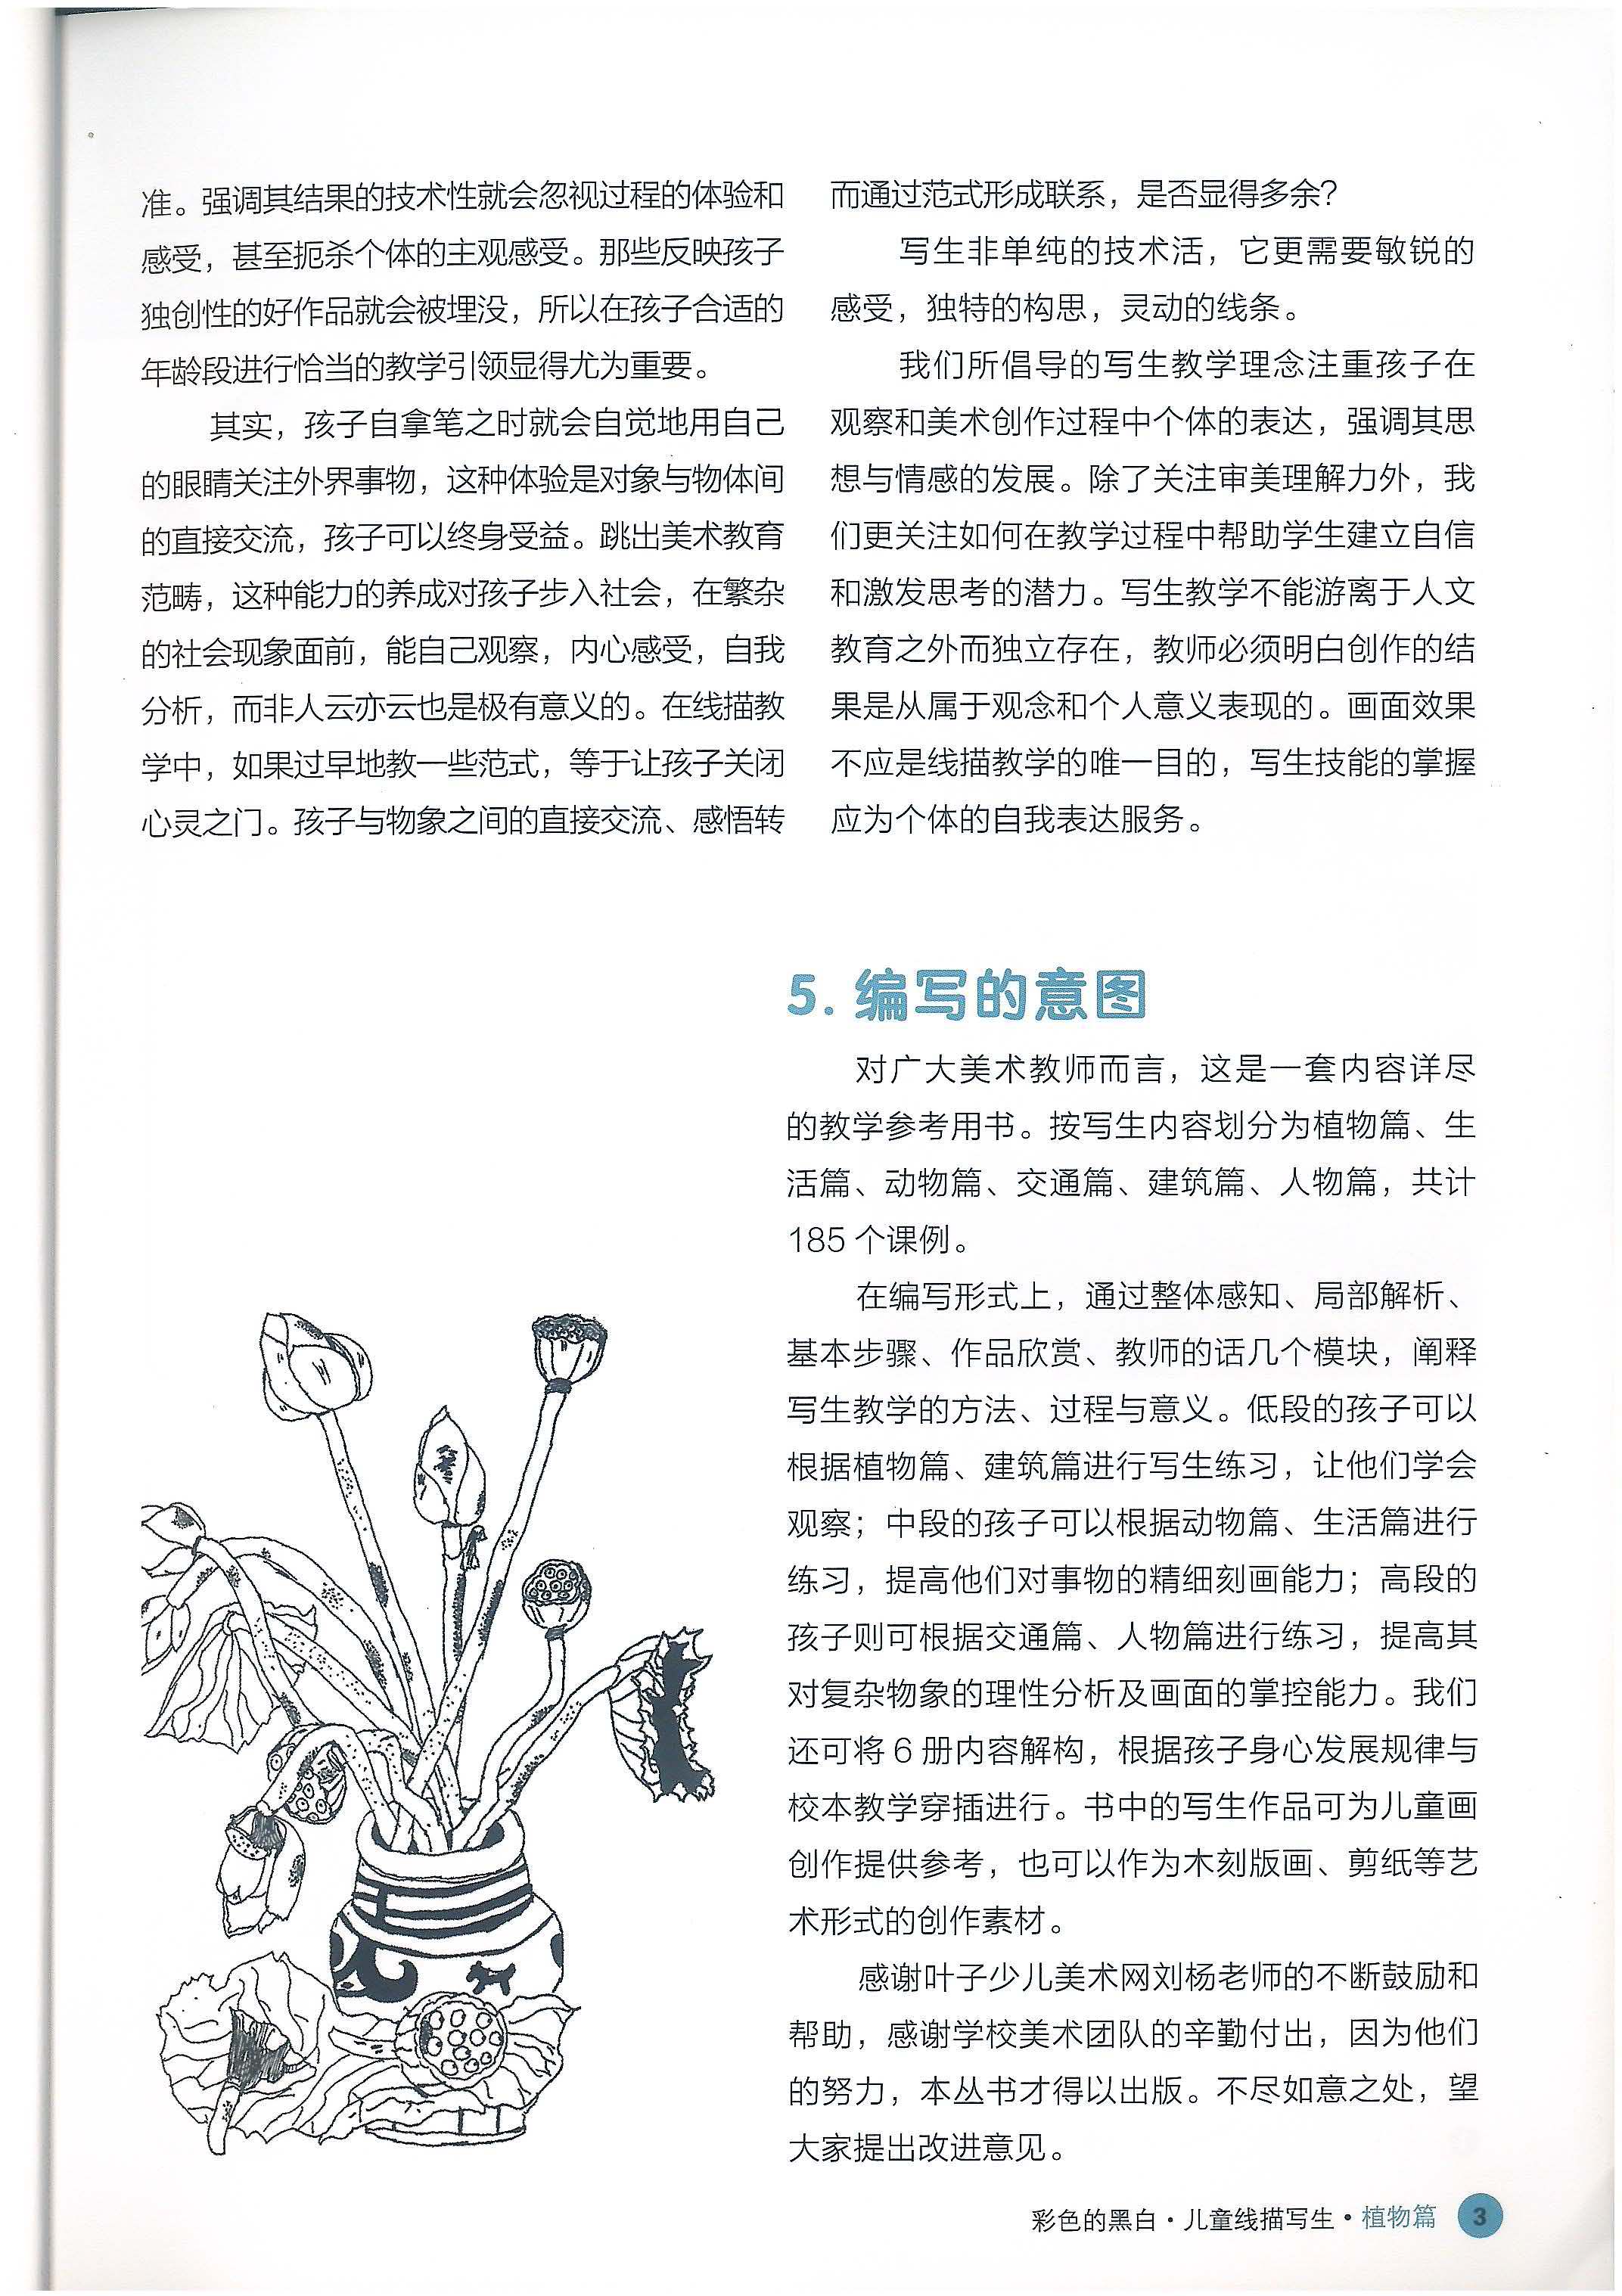 准。强调其结果的技术性就会忽视过程的体验和
感受，甚至扼杀个体的主观感受。那些反映孩子
独创性的好作品就会被埋没，所以在孩子合适的
年龄段进行恰当的教学引领显得尤为重要。
其实，孩子自拿笔之时就会自觉地用自己
的眼睛关注外界事物，这种体验是对象与物体间
的直接交流，孩子可以终身受益。跳出美术教育
范畴，这种能力的养成对孩子步入社会，在繁杂
的社会现象面前，能自己观察，内心感受，自我
分析，而非人云亦云也是极有意义的。在线描教
学中，如果过早地教一些范式，等于让孩子关闭
心灵之门。孩子与物象之间的直接交流、感悟转
而通过范式形成联系，是否显得多余？
写生非单纯的技术活，它更需要敏锐的
感受，独特的构思，灵动的线条。
我们所倡导的写生教学理念注重孩子在
观察和美术创作过程中个体的表达，强调其思
想与情感的发展。除了关注审美理解力外，我
们更关注如何在教学过程中帮助学生建立自信
和激发思考的潜力。写生教学不能游离于人文
教育之外而独立存在，教师必须明白创作的结
果是从属于观念和个人意义表现的。画面效果
不应是线描教学的唯一目的，写生技能的掌握
应为个体的自我表达服务。
5. 编写的意图
对广大美术教师而言，这是一套内容详尽
的教学参考用书。按写生内容划分为植物篇、生
活篇、动物篇、交通篇、建筑篇、人物篇，共计
185 个课例。
在编写形式上，通过整体感知、局部解析、
基本步骤、作品欣赏、教师的话几个模块，阐释
写生教学的方法、过程与意义。低段的孩子可以
根据植物篇、建筑篇进行写生练习，让他们学会
观察；中段的孩子可以根据动物篇、生活篇进行
练习，提高他们对事物的精细刻画能力；高段的
孩子则可根据交通篇、人物篇进行练习，提高其
对复杂物象的理性分析及画面的掌控能力。我们
还可将 6 册内容解构，根据孩子身心发展规律与
校本教学穿插进行。书中的写生作品可为儿童画
创作提供参考，也可以作为木刻版画、剪纸等艺
术形式的创作素材。
感谢叶子少儿美术网刘杨老师的不断鼓励和
帮助，感谢学校美术团队的辛勤付出，因为他们
的努力，本丛书才得以出版。不尽如意之处，望
大家提出改进意见。
彩色的黑白·儿童线描写生·植物篇 3